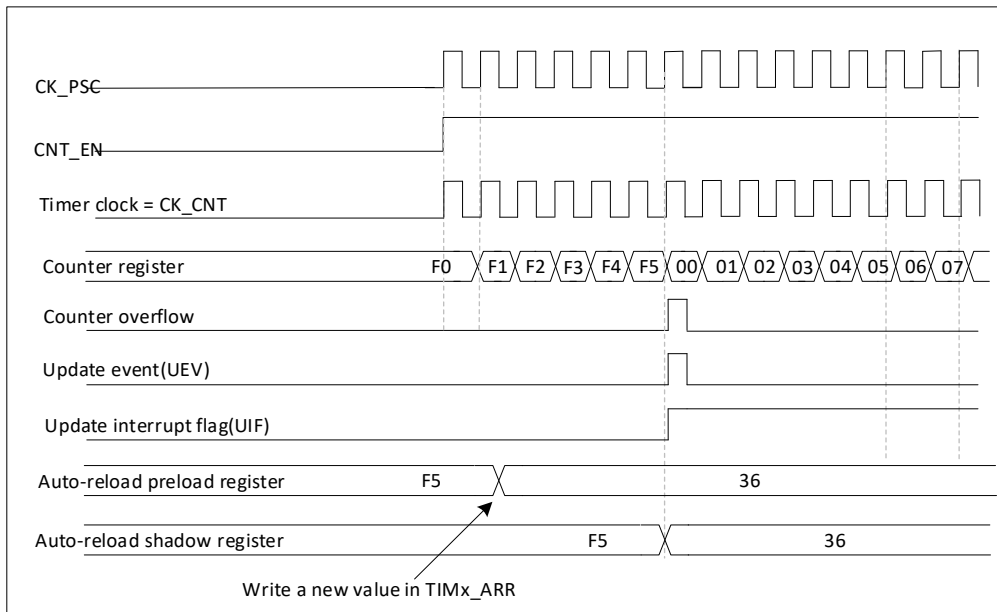 CK_PSC
CNT_EN
Timer clock = CK_CNT
Counter register F0 F1 F2 F3 F4 F5 00 01 02 03 04 05 06 07
Counter overflow
Update event(UEV)
Update interrupt flag(UIF)
Auto-reload preload register F5 36
Auto-reload shadow register F5 36
Write a new value in TIMx_ARR